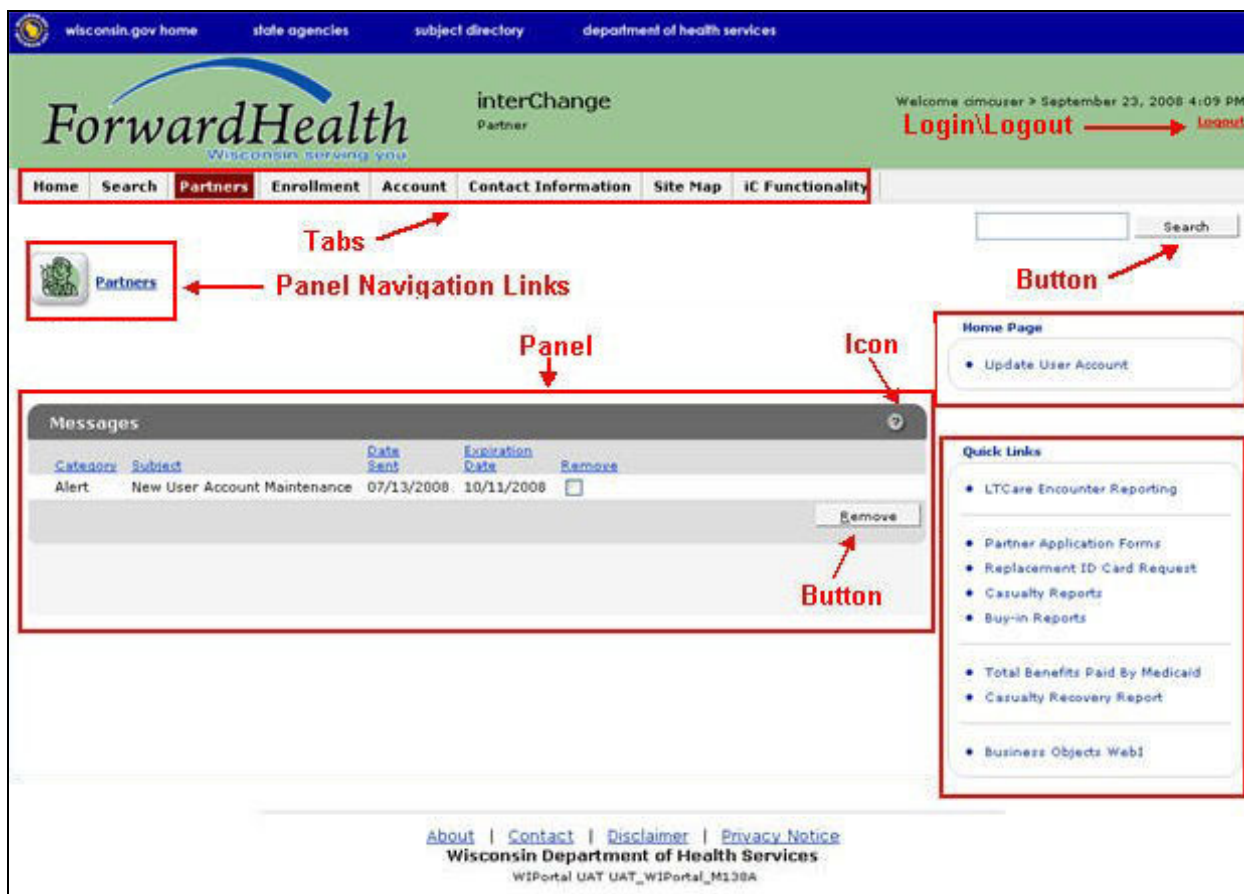 wisconsin.gov home state agencies subject directory department of health services
ForwardHealth
Wisconsin serving you
interChange
Partner
Welcome cimcuser > September 23, 2008 4:09 PM
Login\Logout
Logout
Home Search Partners Enrollment Account Contact Information Site Map iC Functionality
Tabs
Search
Button
Partners
Panel Navigation Links
Panel
Icon
Home Page
Update User Account
Messages
?
Category Subject Date Sent Expiration Date Remove
Alert New User Account Maintenance 07/13/2008 10/11/2008
Remove
Button
Quick Links
LTCare Encounter Reporting
Partner Application Forms
Replacement ID Card Request
Casualty Reports
Buy-in Reports
Total Benefits Paid By Medicaid
Casualty Recovery Report
Business Objects WebI
About | Contact | Disclaimer | Privacy Notice
Wisconsin Department of Health Services
WIPortal UAT UAT_WIPortal_M138A